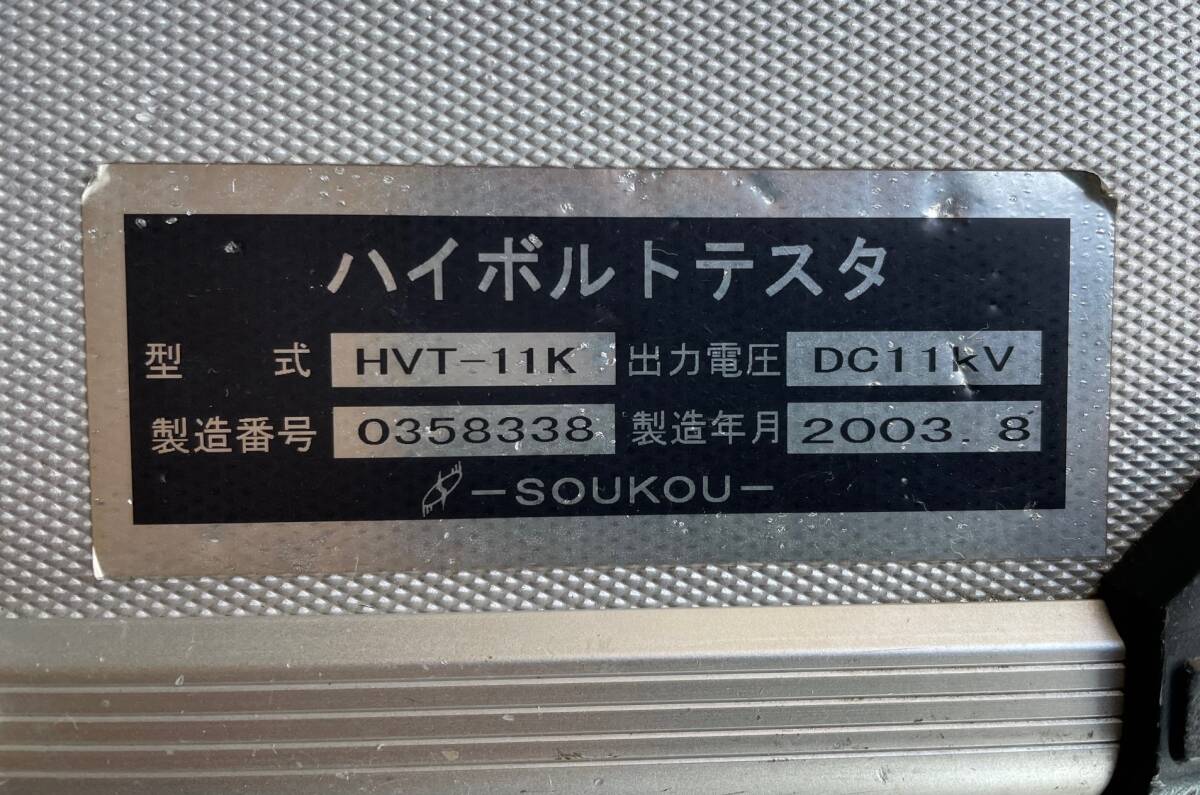 ハイボルトテスタ
型 式 HVT-11K 出力電圧 DC11kV
製造番号 0358338 製造年月 2003. 8
-SOUKOU-